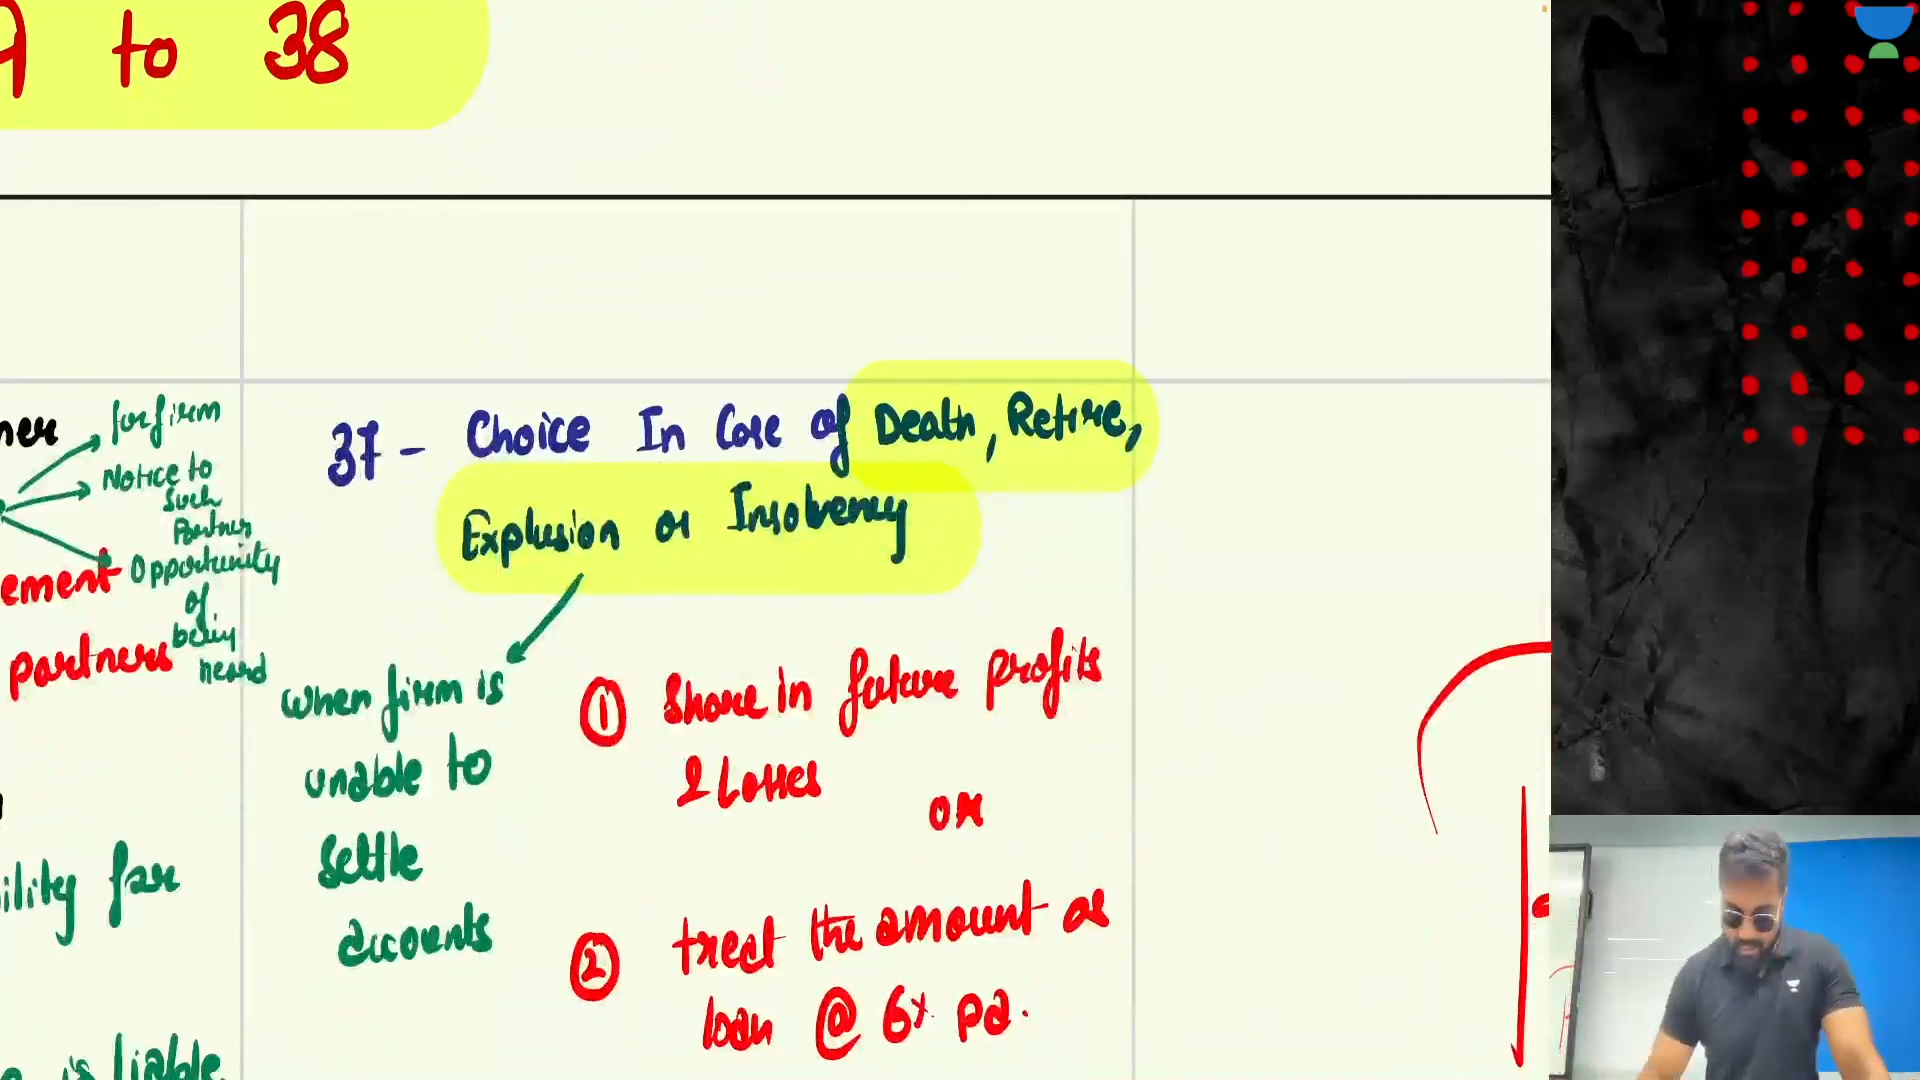 to 38
for firm
Notice to
such
Partner
Opportunity
of
being
heard
ement
partners
37 - Choice In Case of Death, Retire,
Explusion or Insolvency
when firm is
unable to
settle
accounts
① Share in future profits
& Losses
OR
② treat the amount as
loan @ 6% pa.
ility for
is liable